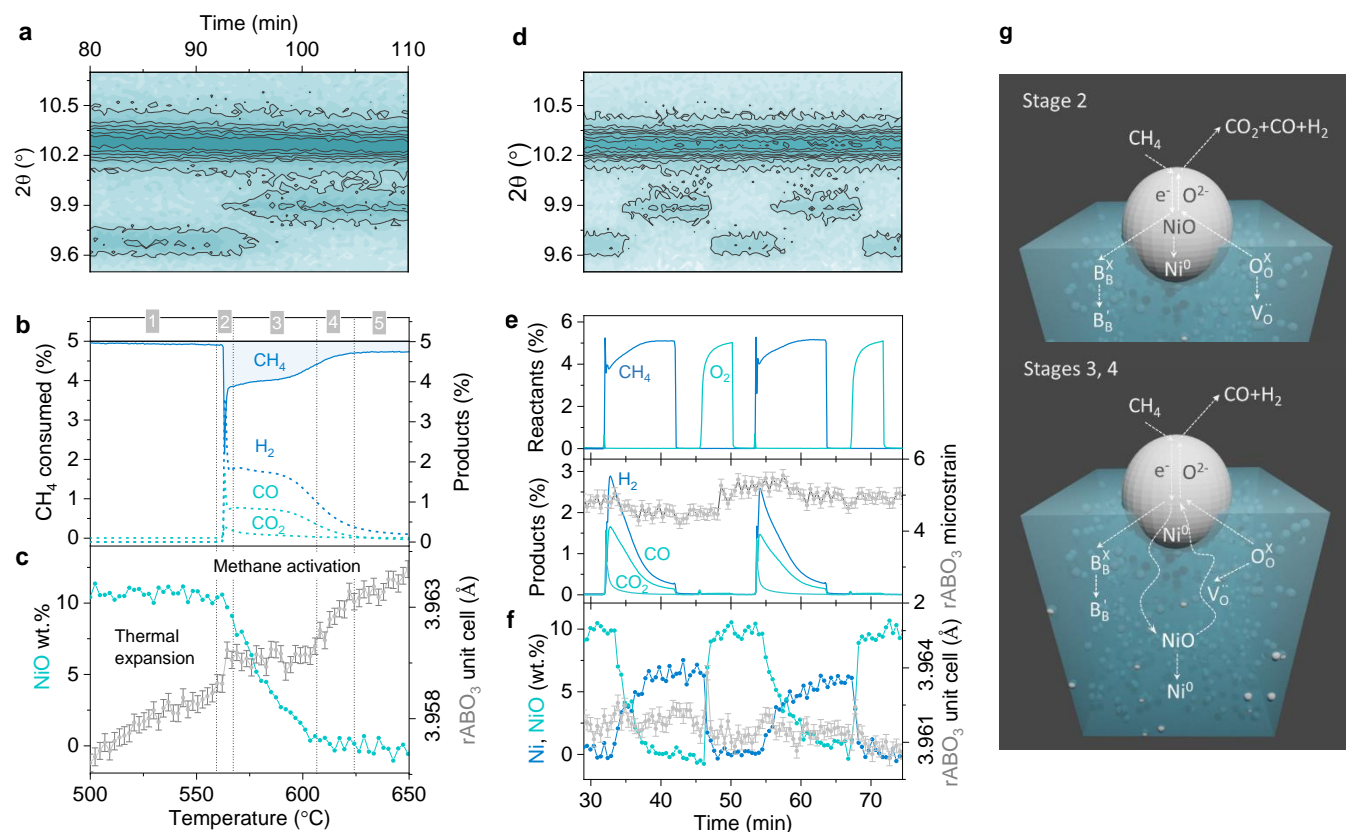 a
Time (min)
80 90 100 110
2θ (°)
10.5
10.2
9.9
9.6
b
1 2 3 4 5
CH4 consumed (%)
5
4
3
2
1
0
CH4
H2
CO
CO2
5
4
3
2
1
0
Products (%)
c
Methane activation
Thermal
expansion
NiO wt.%
10
5
0
3.963
3.958
rABO3 unit cell (Å)
500 550 600 650
Temperature (°C)
d
2θ (°)
10.5
10.2
9.9
9.6
e
Reactants (%)
6
4
2
0
CH4
O2
Products (%)
3
2
1
0
H2
CO
CO2
6
4
2
rABO3 microstrain
f
Ni, NiO (wt.%)
10
5
0
3.964
3.961
rABO3 unit cell (Å)
30 40 50 60 70
Time (min)
g
Stage 2
CO2+CO+H2
CH4
e- O2-
NiO
Ni0
BBX
BB'
OOX
VO··
Stages 3, 4
CO+H2
CH4
e- O2-
Ni0
BBX
BB'
OOX
VO··
NiO
Ni0